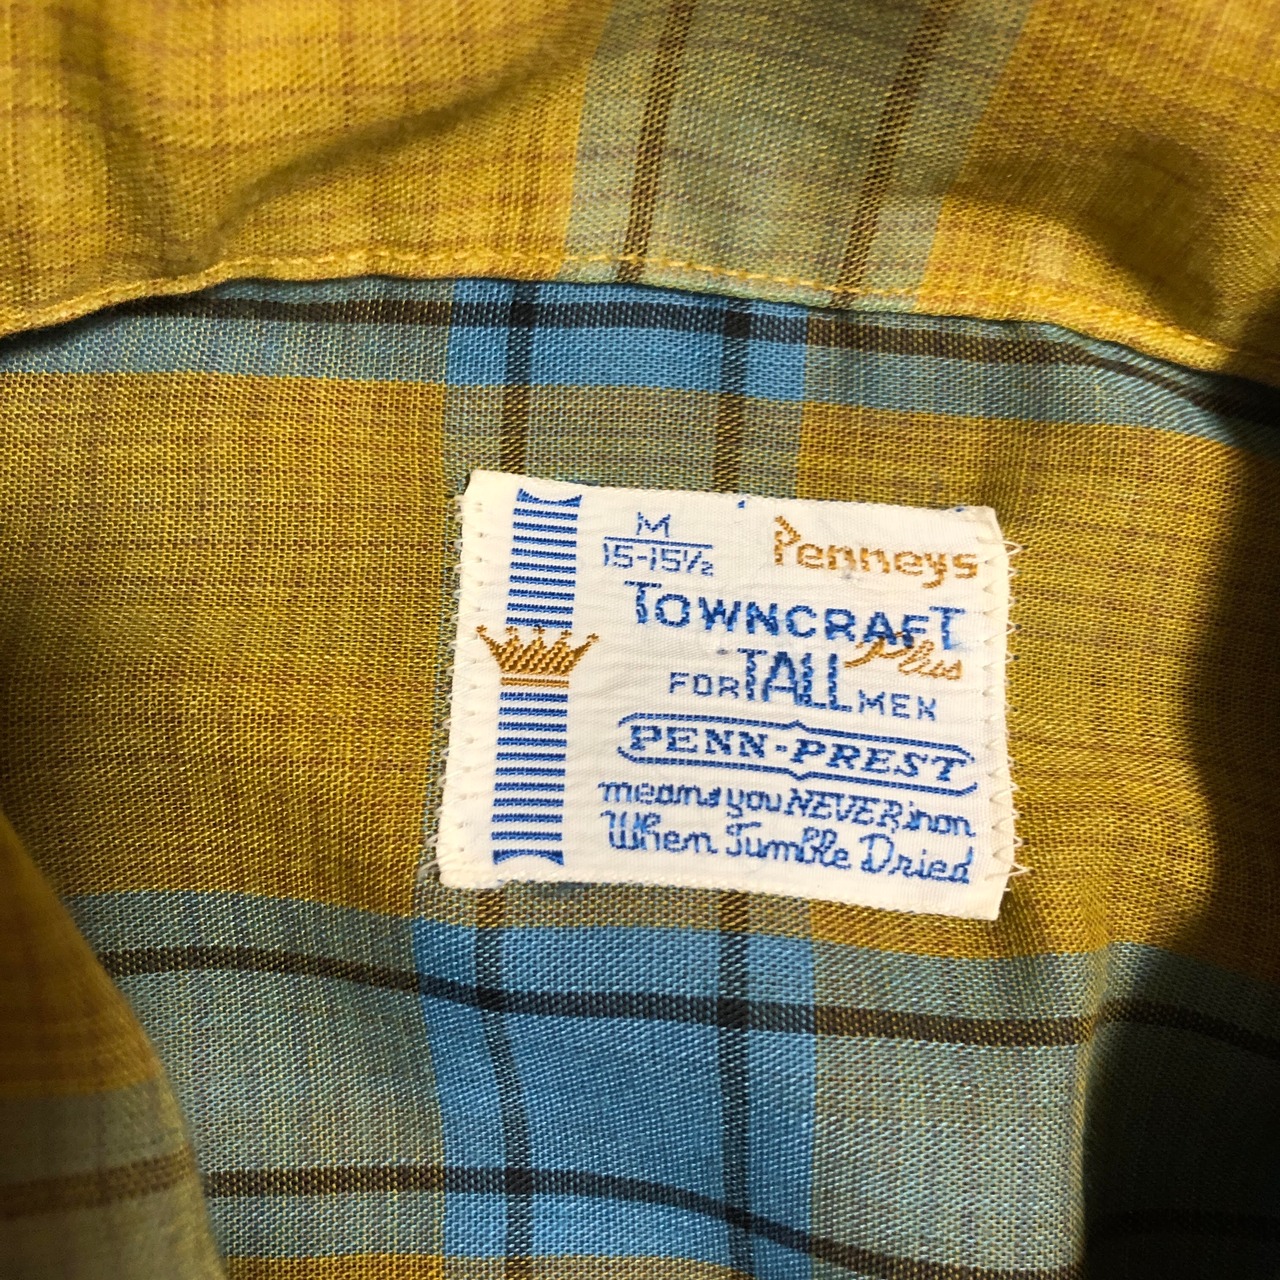 M
15-15½
Penneys
TOWNCRAFT
plus
FOR TALL MEN
PENN-PREST
means you NEVER iron
When Tumble Dried